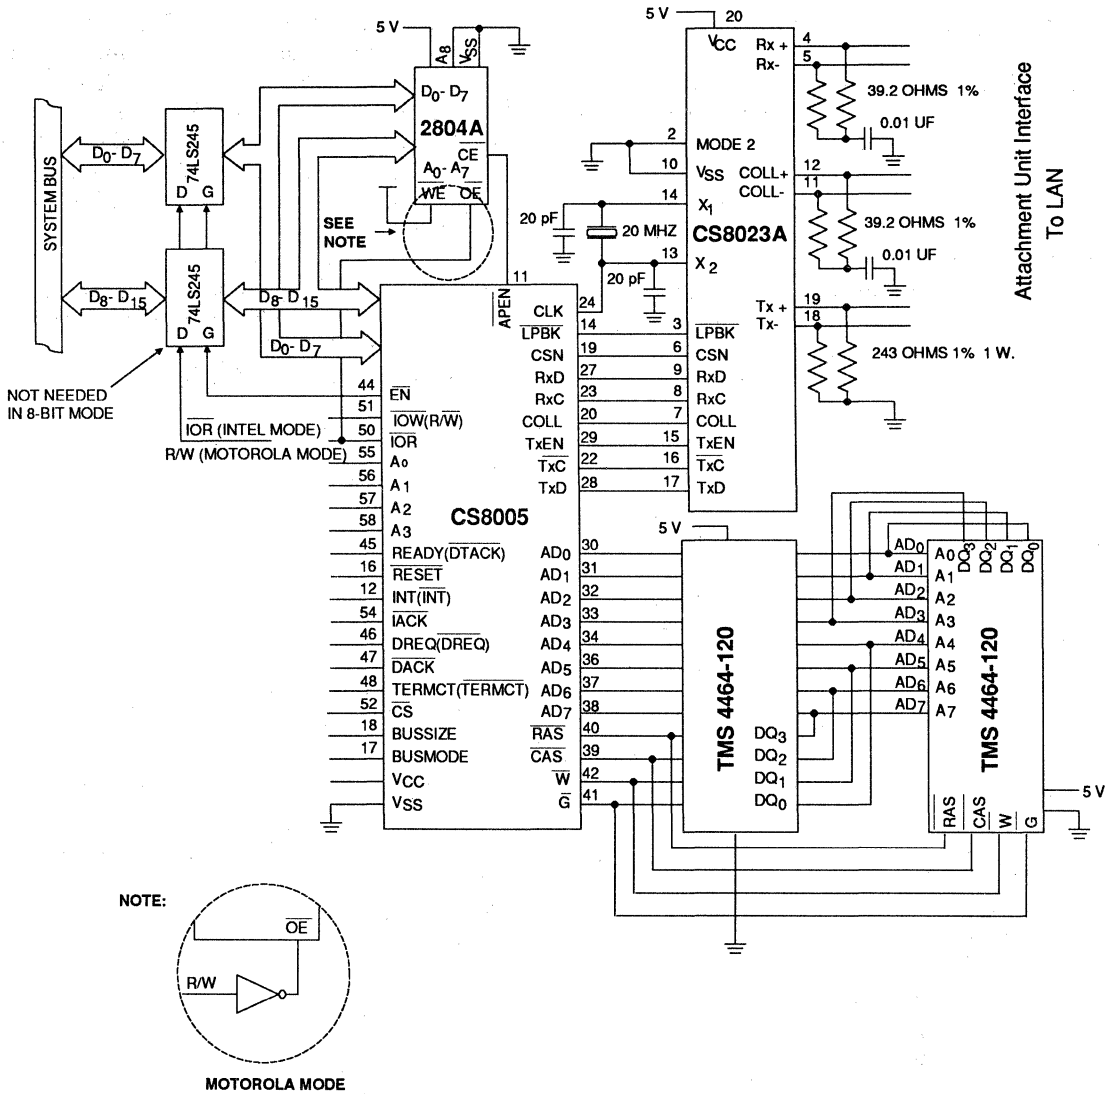 5 V
A8
VSS
D0- D7
2804A
CE
A0- A7
WE
OE
SYSTEM BUS
D0- D7
74LS245
D G
D8- D15
74LS245
D G
D8- D15
D0- D7
SEE
NOTE
NOT NEEDED
IN 8-BIT MODE
IOR (INTEL MODE)
R/W (MOTOROLA MODE)
11
APEN
CS8005
44 EN
51 IOW(R/W)
50 IOR
55 A0
56 A1
57 A2
58 A3
45 READY(DTACK)
16 RESET
12 INT(INT)
54 IACK
46 DREQ(DREQ)
47 DACK
48 TERMCT(TERMCT)
52 CS
18 BUSSIZE
17 BUSMODE
VCC
VSS
CLK 24
LPBK 14
CSN 19
RxD 27
RxC 23
COLL 20
TxEN 29
TxC 22
TxD 28
AD0 30
AD1 31
AD2 32
AD3 33
AD4 34
AD5 36
AD6 37
AD7 38
RAS 40
CAS 39
W 42
G 41
5 V
20
VCC
CS8023A
2 MODE 2
10 VSS
14 X1
13 X2
20 pF
20 MHZ
20 pF
3 LPBK
6 CSN
9 RxD
8 RxC
7 COLL
15 TxEN
16 TxC
17 TxD
Rx + 4
Rx- 5
39.2 OHMS 1%
0.01 UF
COLL+ 12
COLL- 11
39.2 OHMS 1%
0.01 UF
Tx + 19
Tx- 18
243 OHMS 1% 1 W.
Attachment Unit Interface
To LAN
5 V
TMS 4464-120
DQ3
DQ2
DQ1
DQ0
AD0
AD1
AD2
AD3
AD4
AD5
AD6
AD7
A0
A1
A2
A3
A4
A5
A6
A7
DQ3
DQ2
DQ1
DQ0
TMS 4464-120
RAS
CAS
W
G
5 V
NOTE:
OE
R/W
MOTOROLA MODE